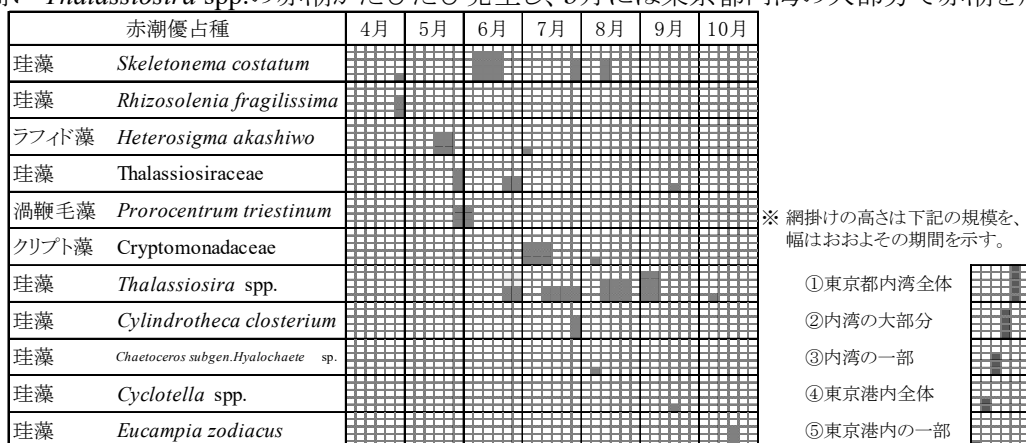 赤潮優占種 4月 5月 6月 7月 8月 9月 10月
珪藻 Skeletonema costatum
珪藻 Rhizosolenia fragilissima
ラフィド藻 Heterosigma akashiwo
珪藻 Thalassiosiraceae
渦鞭毛藻 Prorocentrum triestinum
クリプト藻 Cryptomonadaceae
珪藻 Thalassiosira spp.
珪藻 Cylindrotheca closterium
珪藻 Chaetoceros subgen.Hyalochaete sp.
珪藻 Cyclotella spp.
珪藻 Eucampia zodiacus
※ 網掛けの高さは下記の規模を、
幅はおおよその期間を示す。
①東京都内湾全体
②内湾の大部分
③内湾の一部
④東京港内全体
⑤東京港内の一部